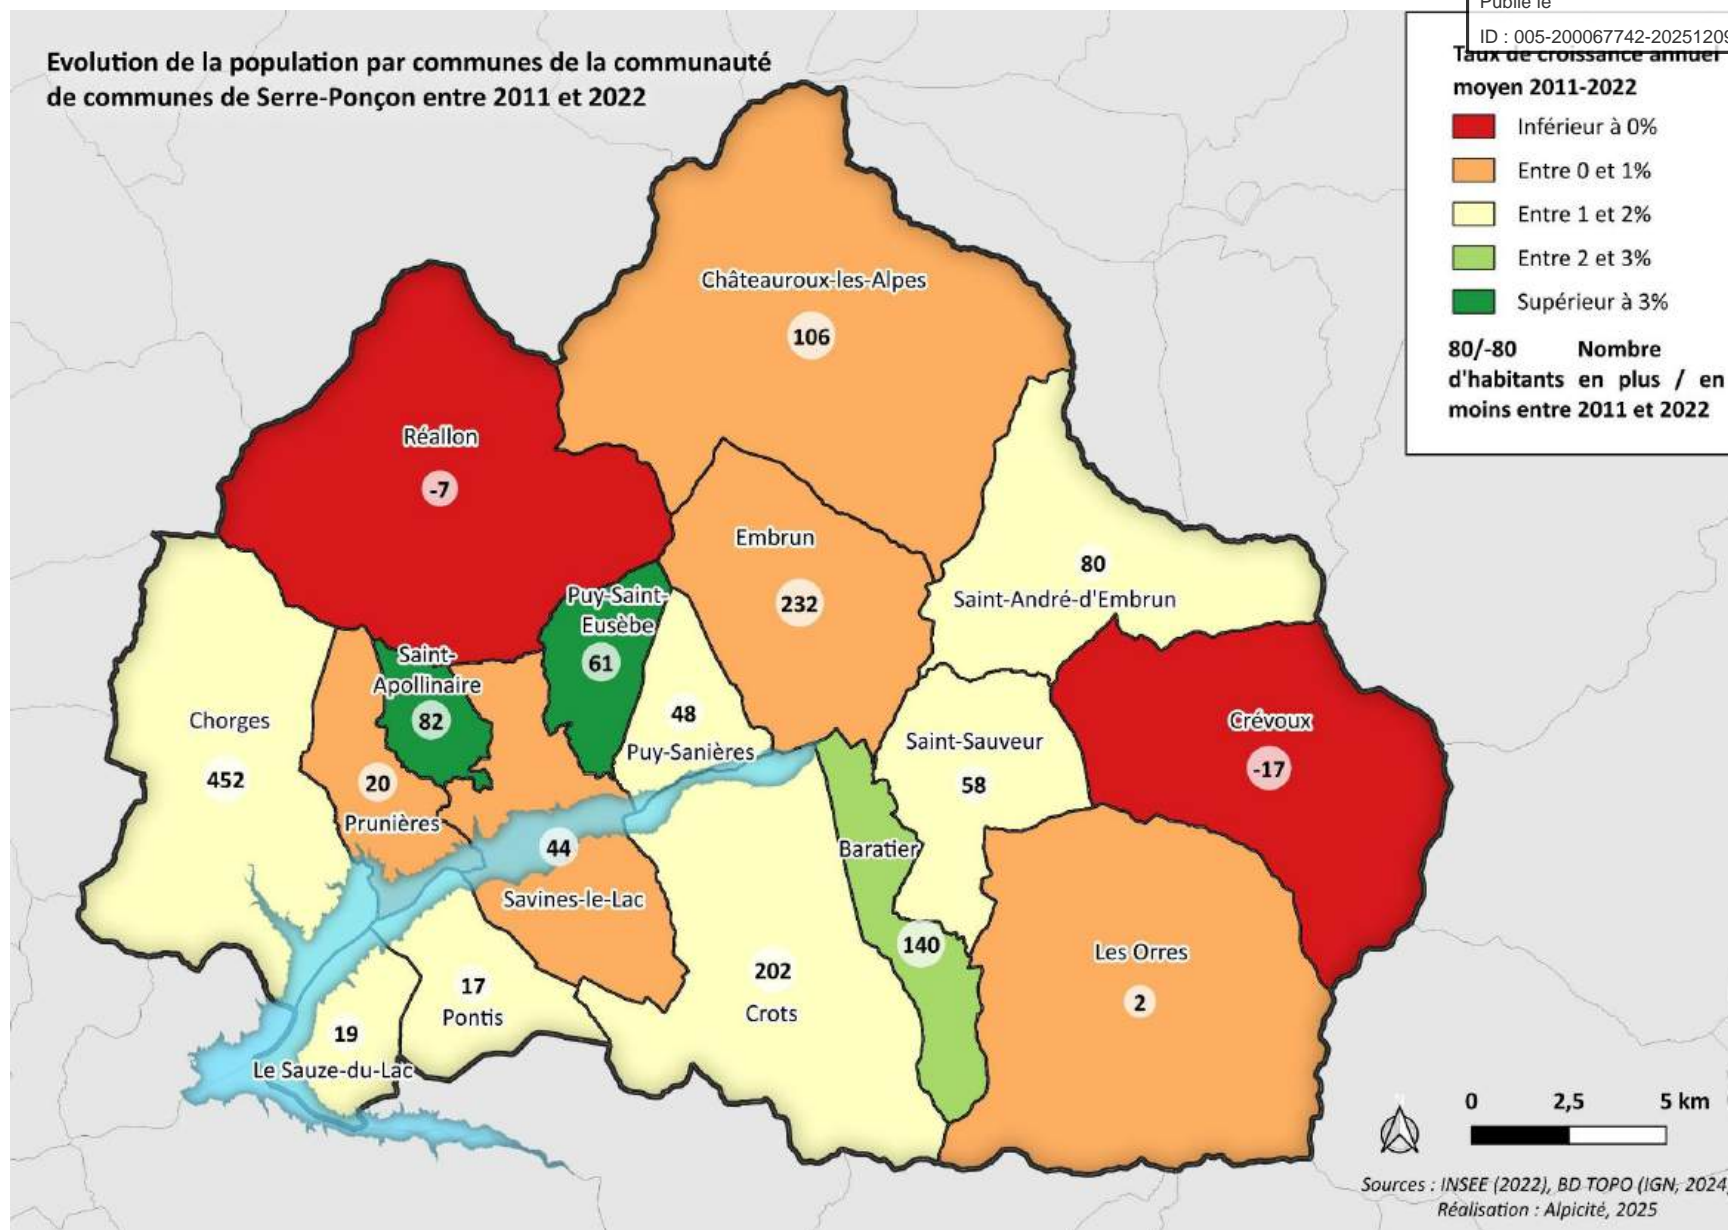 Publié le
ID : 005-200067742-20251209
Evolution de la population par communes de la communauté
de communes de Serre-Ponçon entre 2011 et 2022
Taux de croissance annuel
moyen 2011-2022
Inférieur à 0%
Entre 0 et 1%
Entre 1 et 2%
Entre 2 et 3%
Supérieur à 3%
80/-80 Nombre
d'habitants en plus / en
moins entre 2011 et 2022
Châteauroux-les-Alpes
106
Réallon
-7
Embrun
232
80
Saint-André-d'Embrun
Puy-Saint-
Eusèbe
61
Saint-
Apollinaire
82
Chorges
452
48
Puy-Sanières
Saint-Sauveur
58
Crévoux
-17
20
Prunières
44
Savines-le-Lac
Baratier
140
202
Crots
Les Orres
2
17
Pontis
19
Le Sauze-du-Lac
N
0 2,5 5 km
Sources : INSEE (2022), BD TOPO (IGN, 2024)
Réalisation : Alpicité, 2025